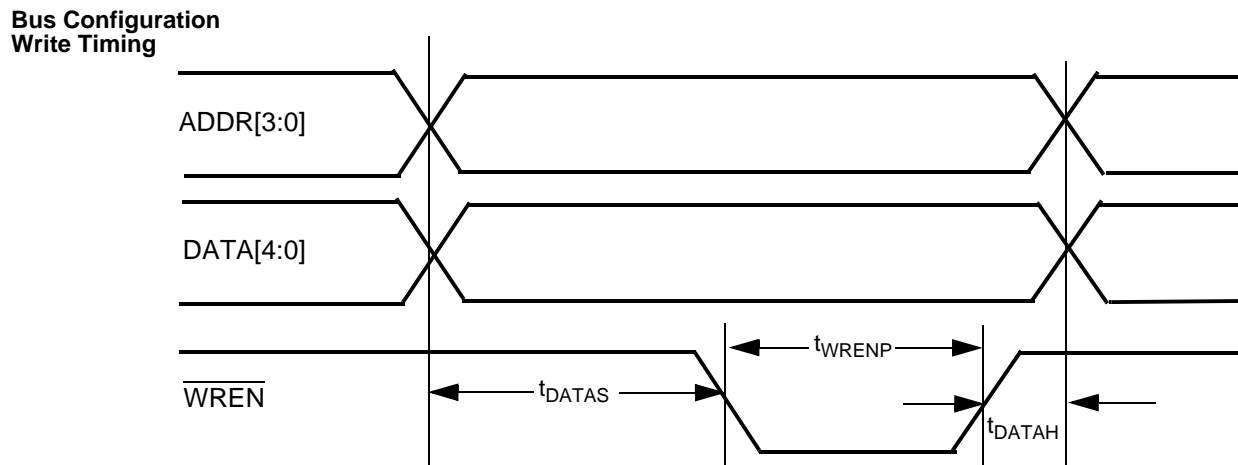 Bus Configuration
Write Timing
ADDR[3:0]
DATA[4:0]
tWRENP
WREN
tDATAS
tDATAH